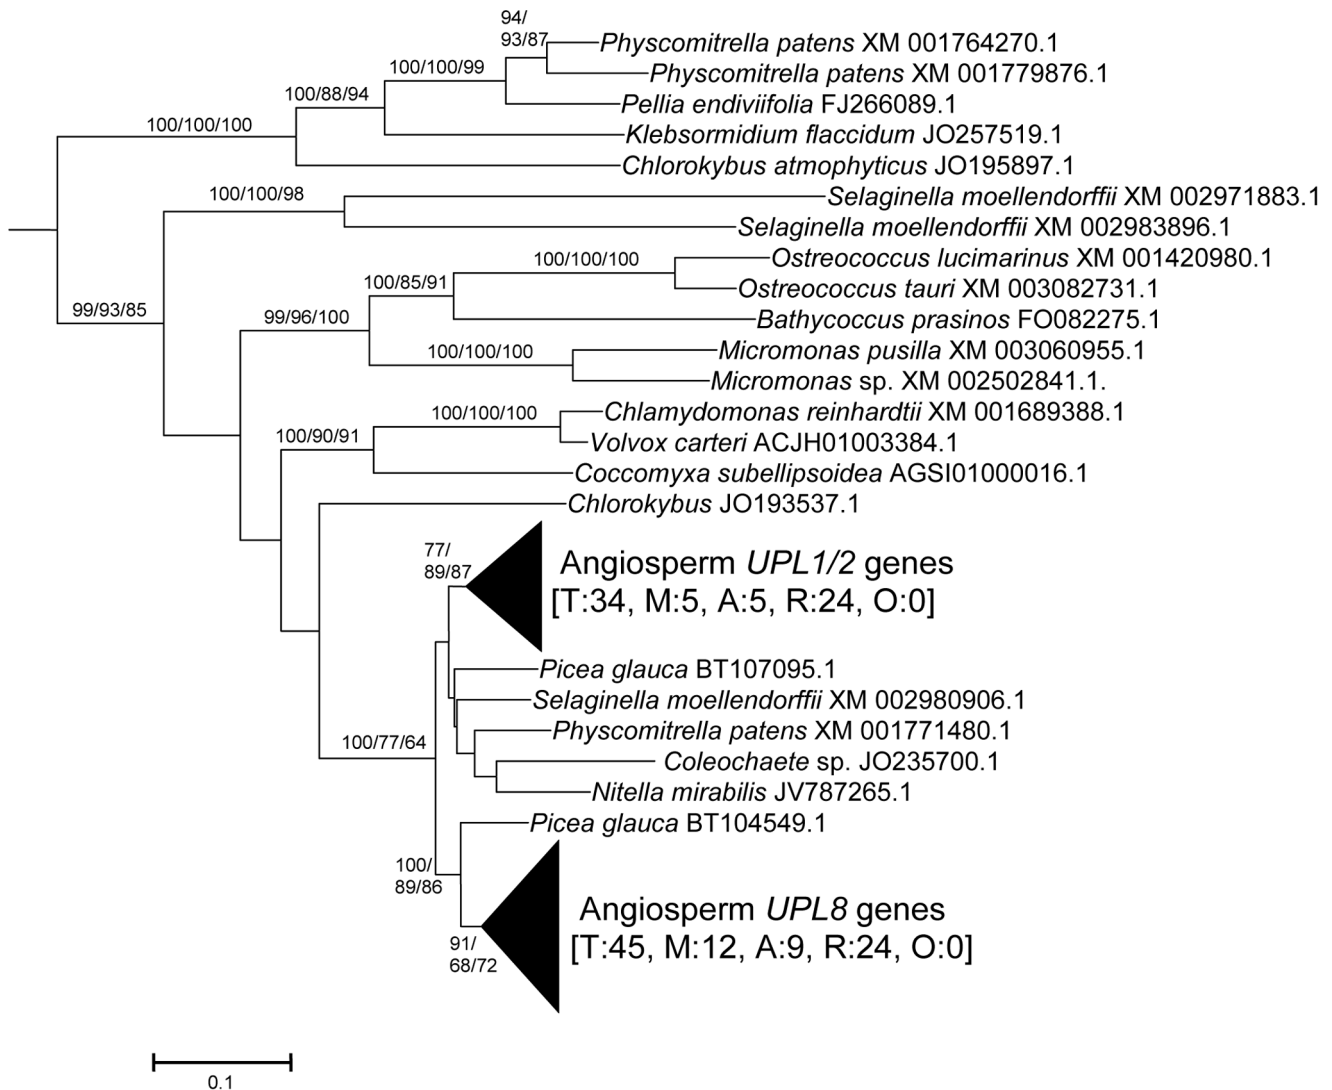 94/
93/87
Physcomitrella patens XM 001764270.1
100/100/99
Physcomitrella patens XM 001779876.1
100/88/94
Pellia endiviifolia FJ266089.1
100/100/100
Klebsormidium flaccidum JO257519.1
Chlorokybus atmophyticus JO195897.1
100/100/98
Selaginella moellendorffii XM 002971883.1
Selaginella moellendorffii XM 002983896.1
100/100/100
Ostreococcus lucimarinus XM 001420980.1
100/85/91
Ostreococcus tauri XM 003082731.1
99/93/85
99/96/100
Bathycoccus prasinos FO082275.1
100/100/100
Micromonas pusilla XM 003060955.1
Micromonas sp. XM 002502841.1.
100/100/100
Chlamydomonas reinhardtii XM 001689388.1
100/90/91
Volvox carteri ACJH01003384.1
Coccomyxa subellipsoidea AGSI01000016.1
Chlorokybus JO193537.1
77/
89/87
Angiosperm UPL1/2 genes
[T:34, M:5, A:5, R:24, O:0]
Picea glauca BT107095.1
Selaginella moellendorffii XM 002980906.1
Physcomitrella patens XM 001771480.1
100/77/64
Coleochaete sp. JO235700.1
Nitella mirabilis JV787265.1
Picea glauca BT104549.1
100/
89/86
Angiosperm UPL8 genes
[T:45, M:12, A:9, R:24, O:0]
91/
68/72
0.1